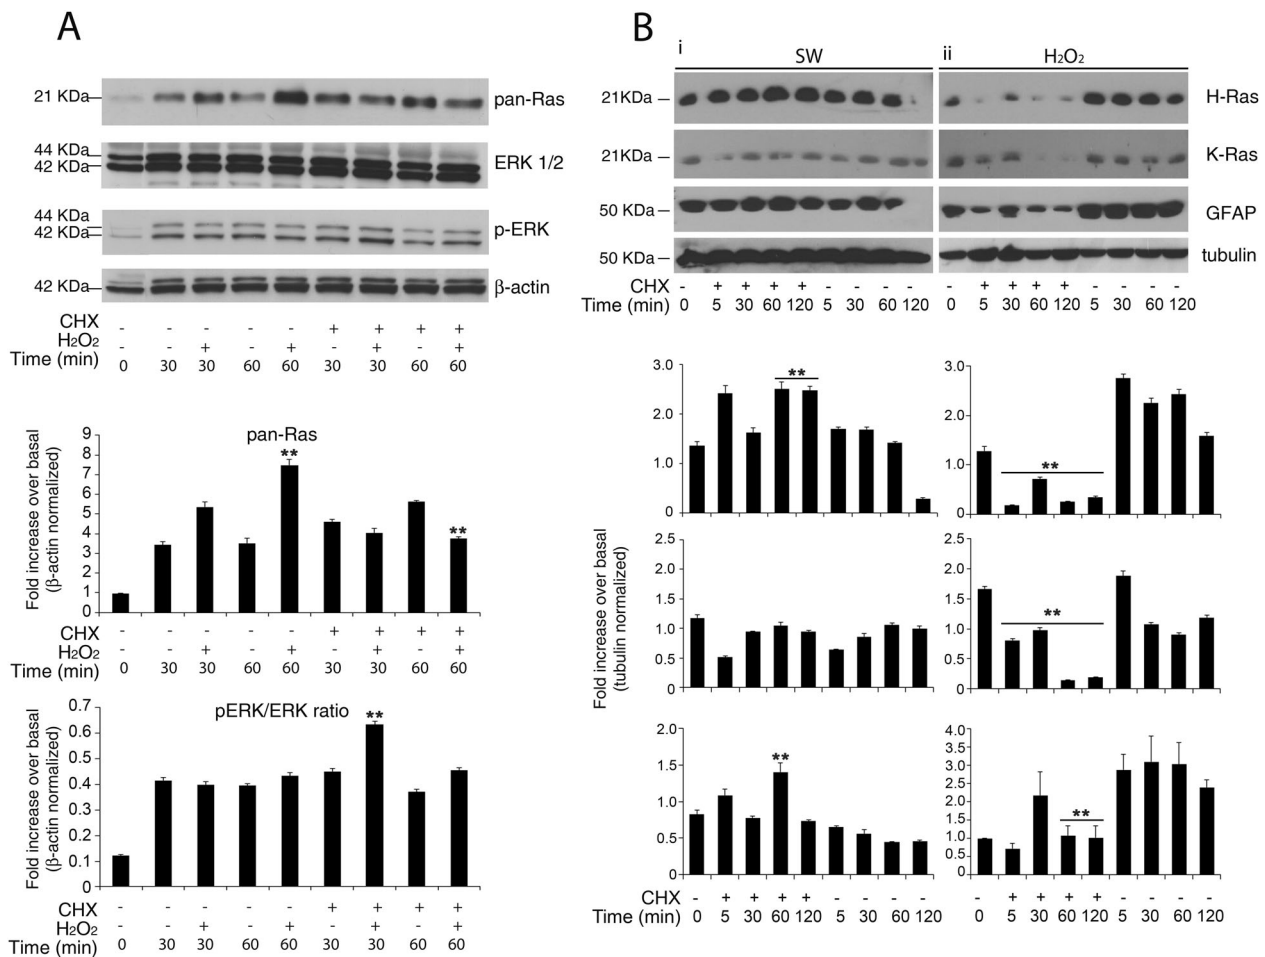 A
21 KDa
pan-Ras
44 KDa
42 KDa
ERK 1/2
44 KDa
42 KDa
p-ERK
42 KDa
β-actin
CHX - - - - - + + + +
H2O2 - - + - + - + - +
Time (min) 0 30 30 60 60 30 30 60 60
pan-Ras
Fold increase over basal
(β-actin normalized)
9
8
7
6
5
4
3
2
1
0
**
**
CHX - - - - - + + + +
H2O2 - - + - + - + - +
Time (min) 0 30 30 60 60 30 30 60 60
pERK/ERK ratio
Fold increase over basal
(β-actin normalized)
0.7
0.6
0.5
0.4
0.3
0.2
0.1
0
**
CHX - - - - - + + + +
H2O2 - - + - + - + - +
Time (min) 0 30 30 60 60 30 30 60 60
B
i
SW
ii
H2O2
21KDa
H-Ras
21KDa
K-Ras
50 KDa
GFAP
50 KDa
tubulin
CHX - + + + + - - - - - + + + + - - - -
Time (min) 0 5 30 60 120 5 30 60 120 0 5 30 60 120 5 30 60 120
Fold increase over basal
(tubulin normalized)
3.0
2.0
1.0
0
**
3.0
2.0
1.0
0
**
2.5
2.0
1.5
1.0
0.5
0
2.5
2.0
1.5
1.0
0.5
0
**
2.0
1.5
1.0
0.5
0
**
4.0
3.5
3.0
2.5
2.0
1.5
1.0
0.5
0
**
CHX - + + + + - - - - - + + + + - - - -
Time (min) 0 5 30 60 120 5 30 60 120 0 5 30 60 120 5 30 60 120